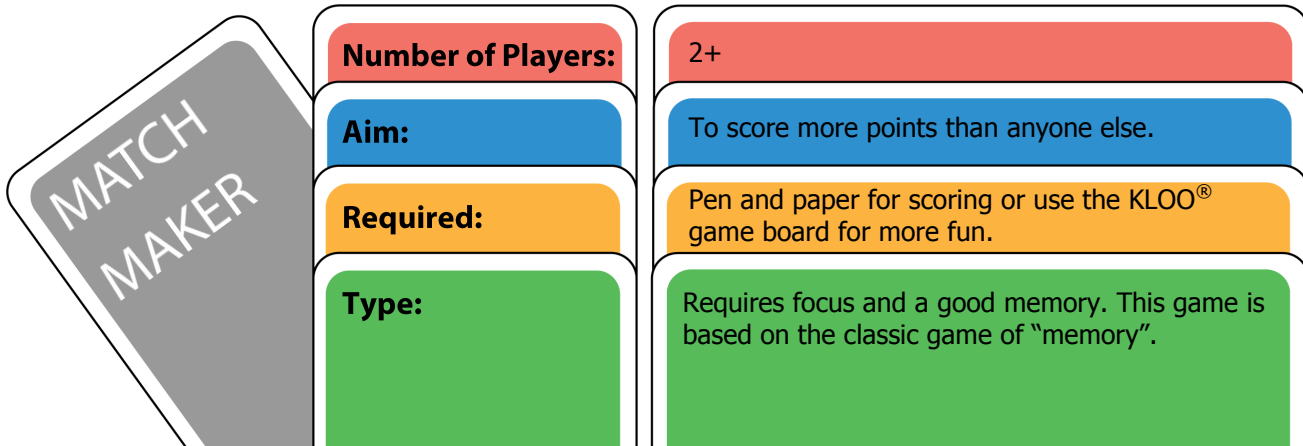 MATCH
MAKER
Number of Players:
2+
Aim:
To score more points than anyone else.
Required:
Pen and paper for scoring or use the KLOO®
game board for more fun.
Type:
Requires focus and a good memory. This game is
based on the classic game of “memory”.